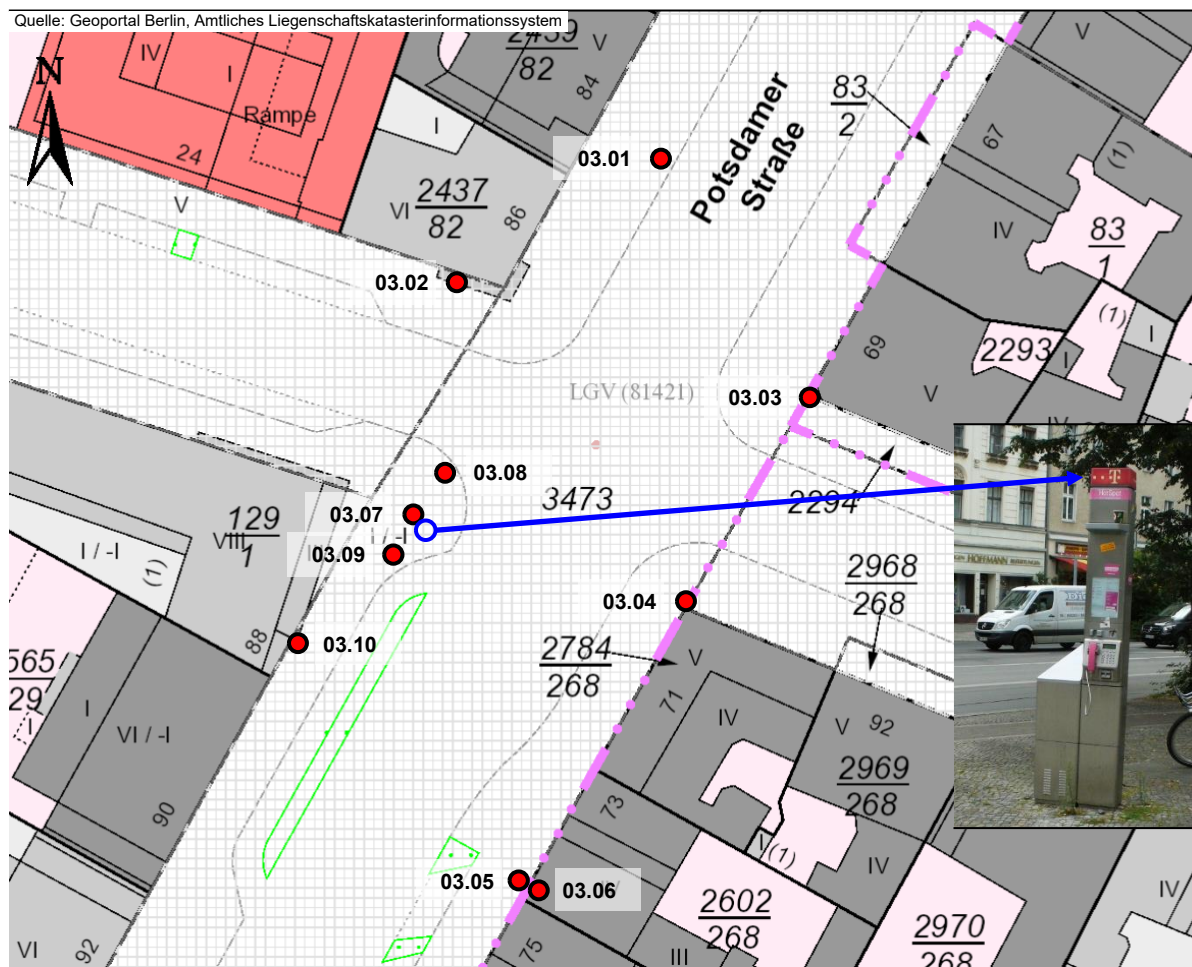 Quelle: Geoportal Berlin, Amtliches Liegenschaftskatasterinformationssystem
N
IV
I
Rampe
24
V
2439
82
V
84
I
VI
2437
82
86
03.01
03.02
Potsdamer
Straße
83
2
V
67
(1)
IV
83
1
(1)
I
2293
I
69
V
IV
LGV (81421)
03.03
03.08
03.07
03.09
I / -I
3473
2294
129
1
VIII
I / -I
(1)
88
03.10
03.04
2968
268
2784
268
V
71
IV
V
92
2969
268
565
29
I
I
VI / -I
90
VI
92
73
I
(1)
IV
03.05
03.06
2602
268
III
75
2970
268
IV
HOFFMANN
T
HotSpot